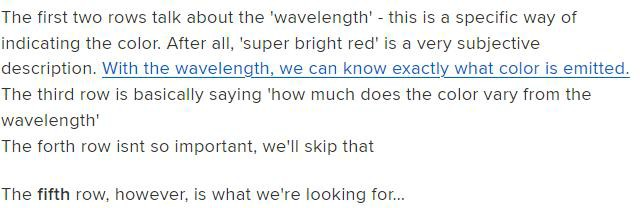 The first two rows talk about the 'wavelength' - this is a specific way of
indicating the color. After all, 'super bright red' is a very subjective
description. With the wavelength, we can know exactly what color is emitted.
The third row is basically saying 'how much does the color vary from the
wavelength'
The forth row isnt so important, we'll skip that
The fifth row, however, is what we're looking for...